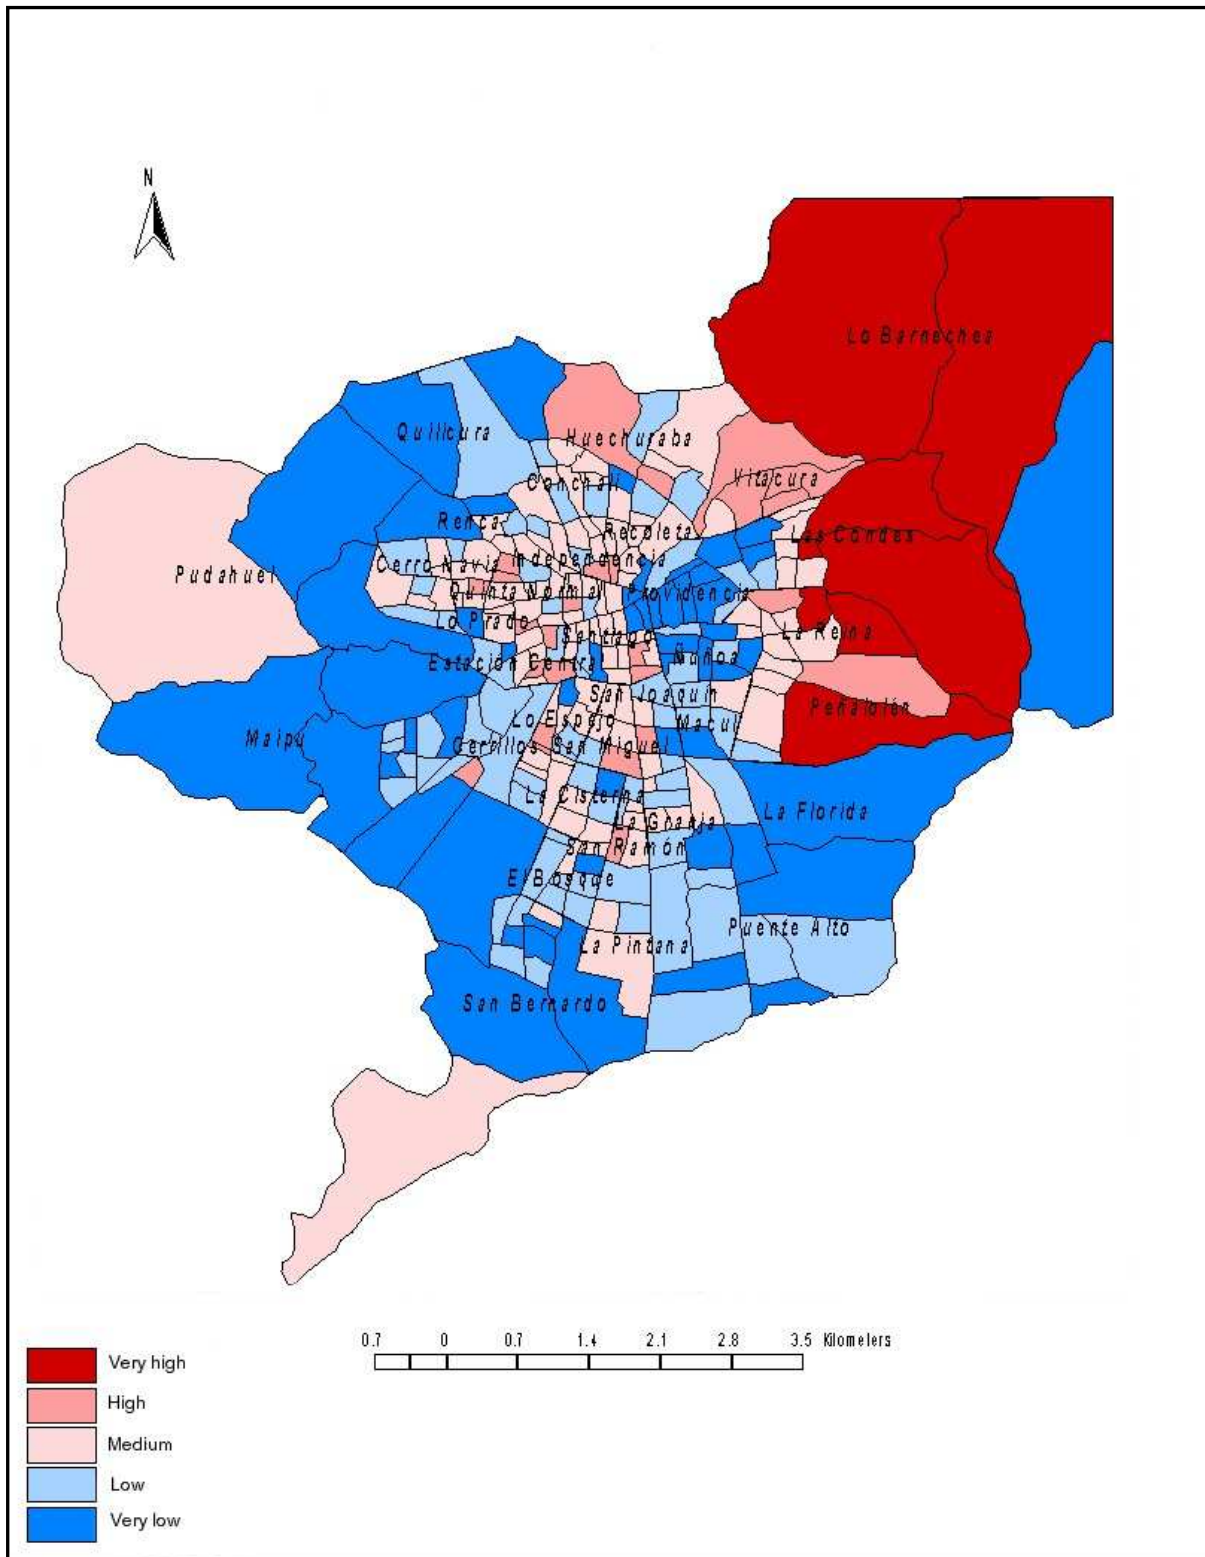 N
Lo Barnechea
Quilicura
Huechuraba
Vitacura
Conchalí
Renca
Recoleta
Las Condes
Independencia
Cerro Navia
Pudahuel
Quinta Normal
Providencia
Lo Prado
Santiago
La Reina
Estación Centra
Ñuñoa
San Joaquín
Peñalolén
Lo Espejo
Macul
Maipú
Cerrillos
San Miguel
La Cisterna
La Florida
La Granja
San Ramón
El Bosque
Puente Alto
La Pintana
San Bernardo
0.7 0 0.7 1.4 2.1 2.8 3.5 Kilometers
Very high
High
Medium
Low
Very low